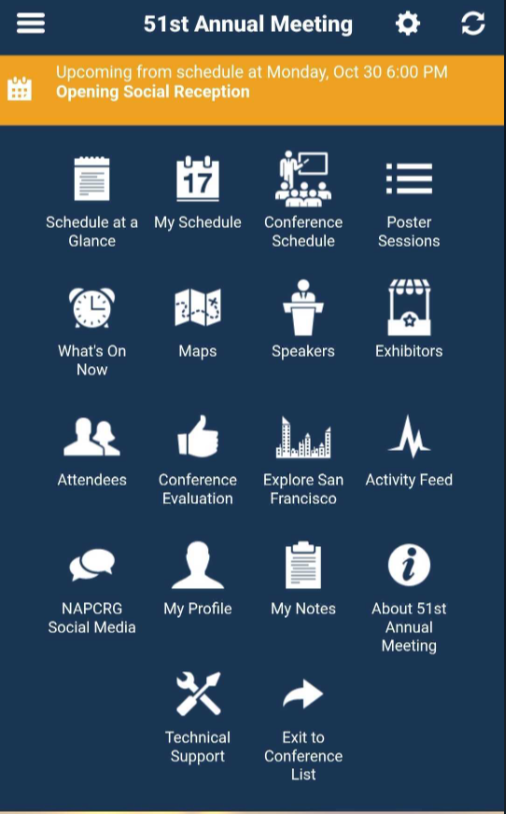 51st Annual Meeting
Upcoming from schedule at Monday, Oct 30 6:00 PM
Opening Social Reception
Schedule at a
Glance
17
My Schedule
Conference
Schedule
Poster
Sessions
What's On
Now
Maps
Speakers
Exhibitors
Attendees
Conference
Evaluation
Explore San
Francisco
Activity Feed
NAPCRG
Social Media
My Profile
My Notes
i
About 51st
Annual
Meeting
Technical
Support
Exit to
Conference
List